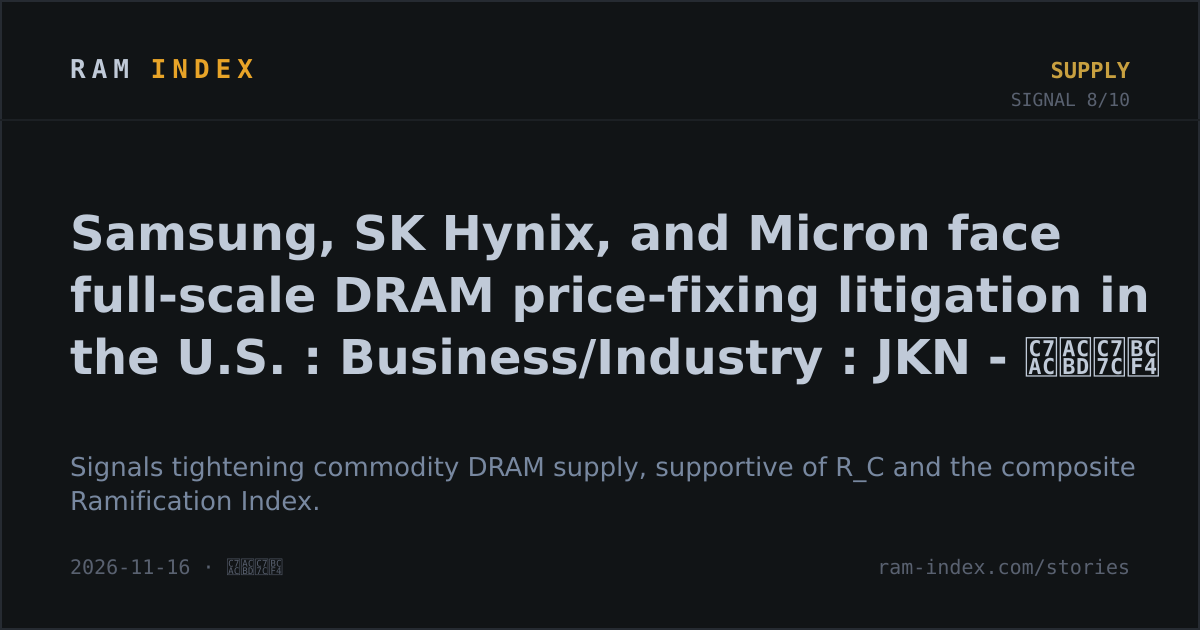 RAM INDEX
SUPPLY
SIGNAL 8/10
Samsung, SK Hynix, and Micron face
full-scale DRAM price-fixing litigation in
the U.S. : Business/Industry : JKN -
Signals tightening commodity DRAM supply, supportive of R_C and the composite
Ramification Index.
2026-11-16 ·
ram-index.com/stories